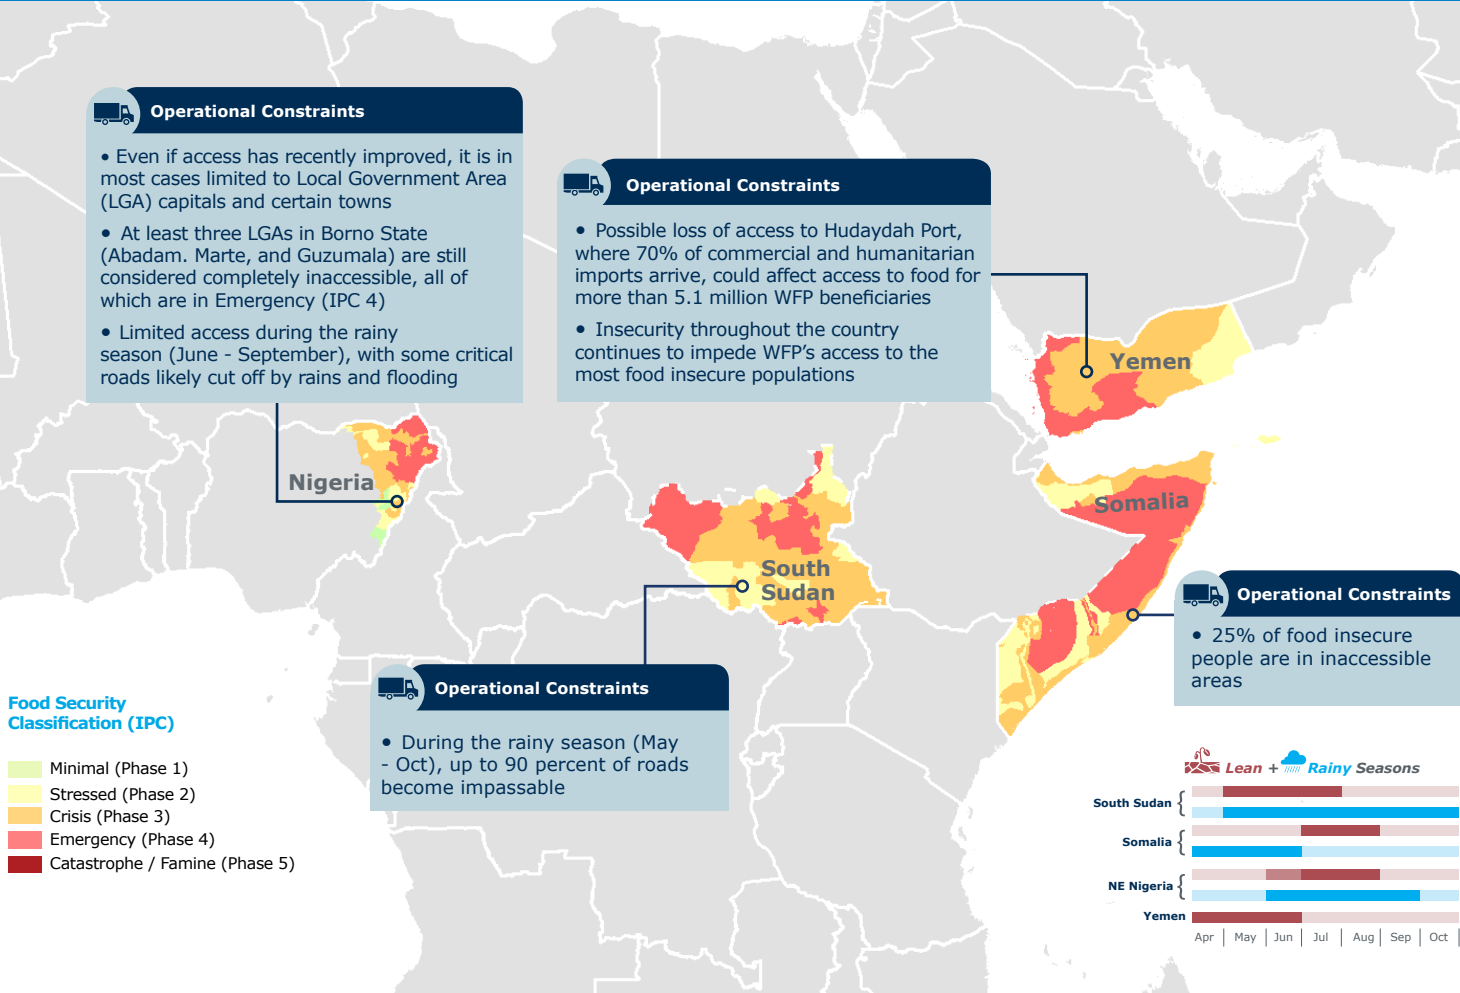 Operational Constraints
• Even if access has recently improved, it is in
most cases limited to Local Government Area
(LGA) capitals and certain towns
• At least three LGAs in Borno State
(Abadam. Marte, and Guzumala) are still
considered completely inaccessible, all of
which are in Emergency (IPC 4)
• Limited access during the rainy
season (June - September), with some critical
roads likely cut off by rains and flooding
Operational Constraints
• Possible loss of access to Hudaydah Port,
where 70% of commercial and humanitarian
imports arrive, could affect access to food for
more than 5.1 million WFP beneficiaries
• Insecurity throughout the country
continues to impede WFP’s access to the
most food insecure populations
Yemen
Nigeria
Somalia
South
Sudan
Operational Constraints
• 25% of food insecure
people are in inaccessible
areas
Operational Constraints
• During the rainy season (May
- Oct), up to 90 percent of roads
become impassable
Food Security
Classification (IPC)
Minimal (Phase 1)
Stressed (Phase 2)
Crisis (Phase 3)
Emergency (Phase 4)
Catastrophe / Famine (Phase 5)
Lean + Rainy Seasons
South Sudan
Somalia
NE Nigeria
Yemen
Apr | May | Jun | Jul | Aug | Sep | Oct |